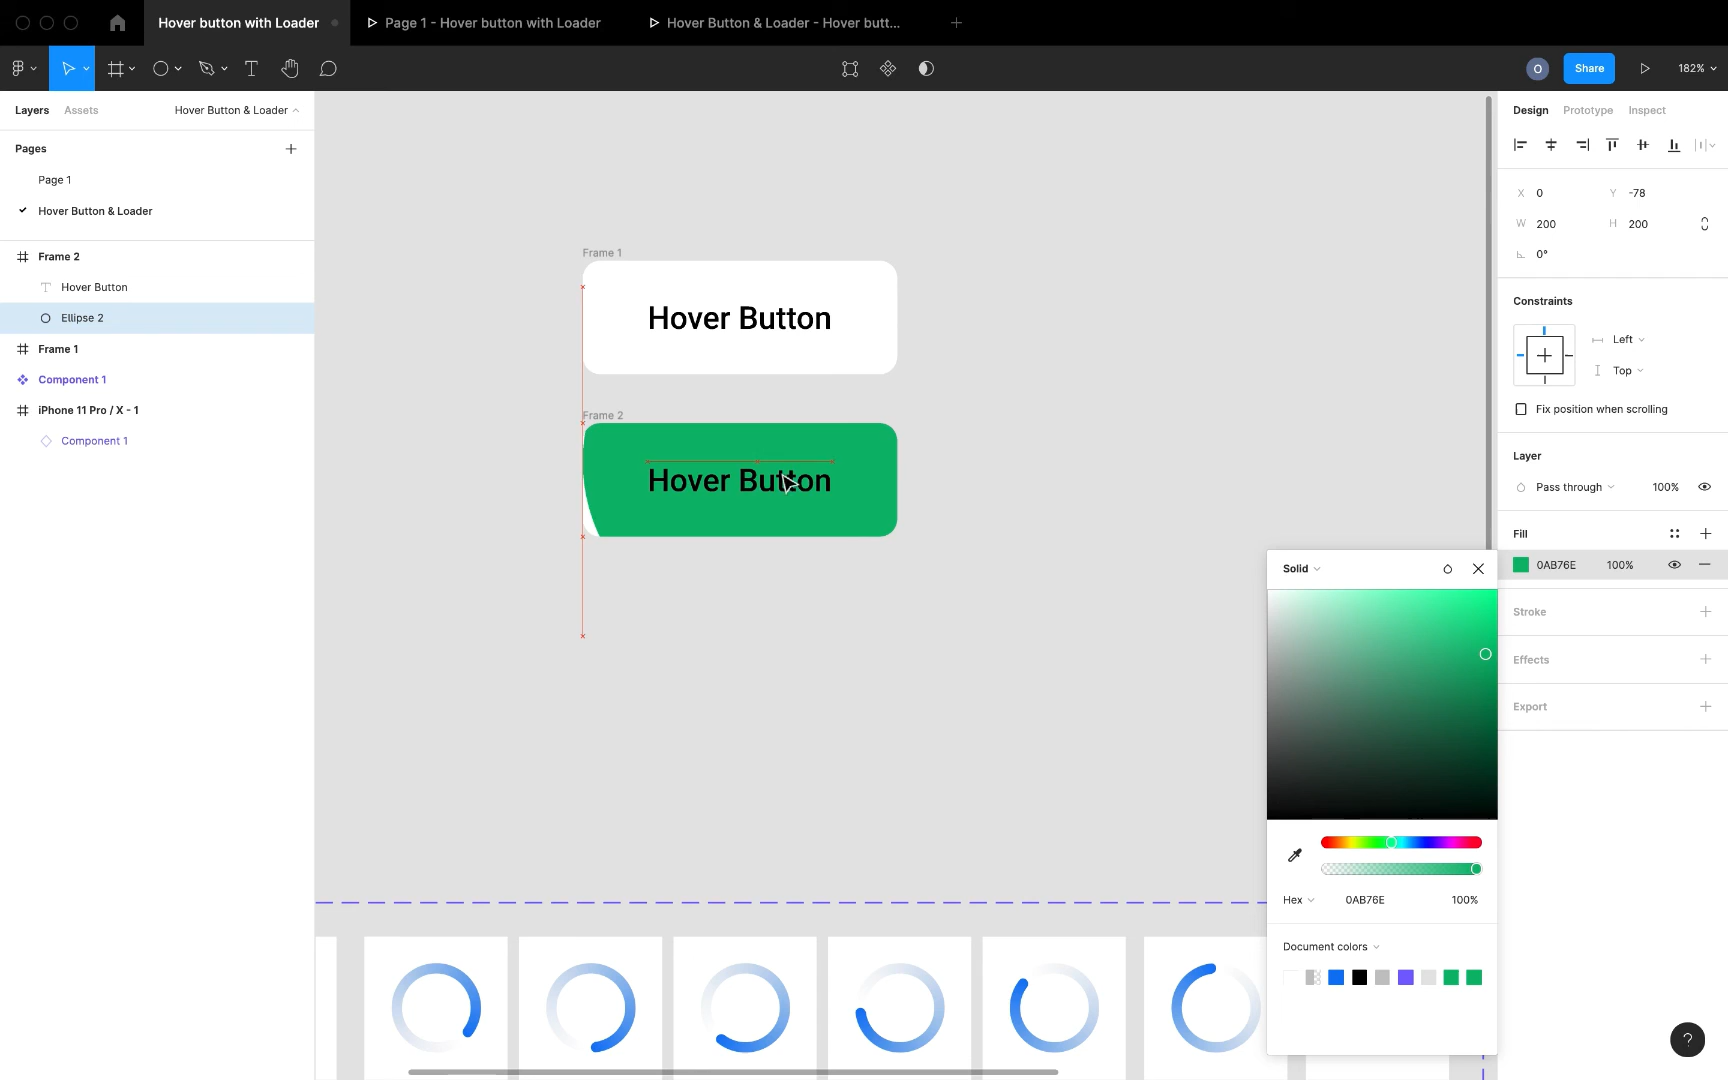 Hover button with Loader
Page 1 - Hover button with Loader
Hover Button & Loader - Hover butt...
O
Share
182%
Layers
Assets
Hover Button & Loader
Pages
Page 1
Hover Button & Loader
Frame 2
Hover Button
Ellipse 2
Frame 1
Component 1
iPhone 11 Pro / X - 1
Component 1
Frame 1
Hover Button
Frame 2
Hover Button
Design
Prototype
Inspect
X 0
Y -78
W 200
H 200
0°
Constraints
Left
Top
Fix position when scrolling
Layer
Pass through
100%
Fill
0AB76E
100%
Stroke
Effects
Export
Solid
Hex
0AB76E
100%
Document colors
?